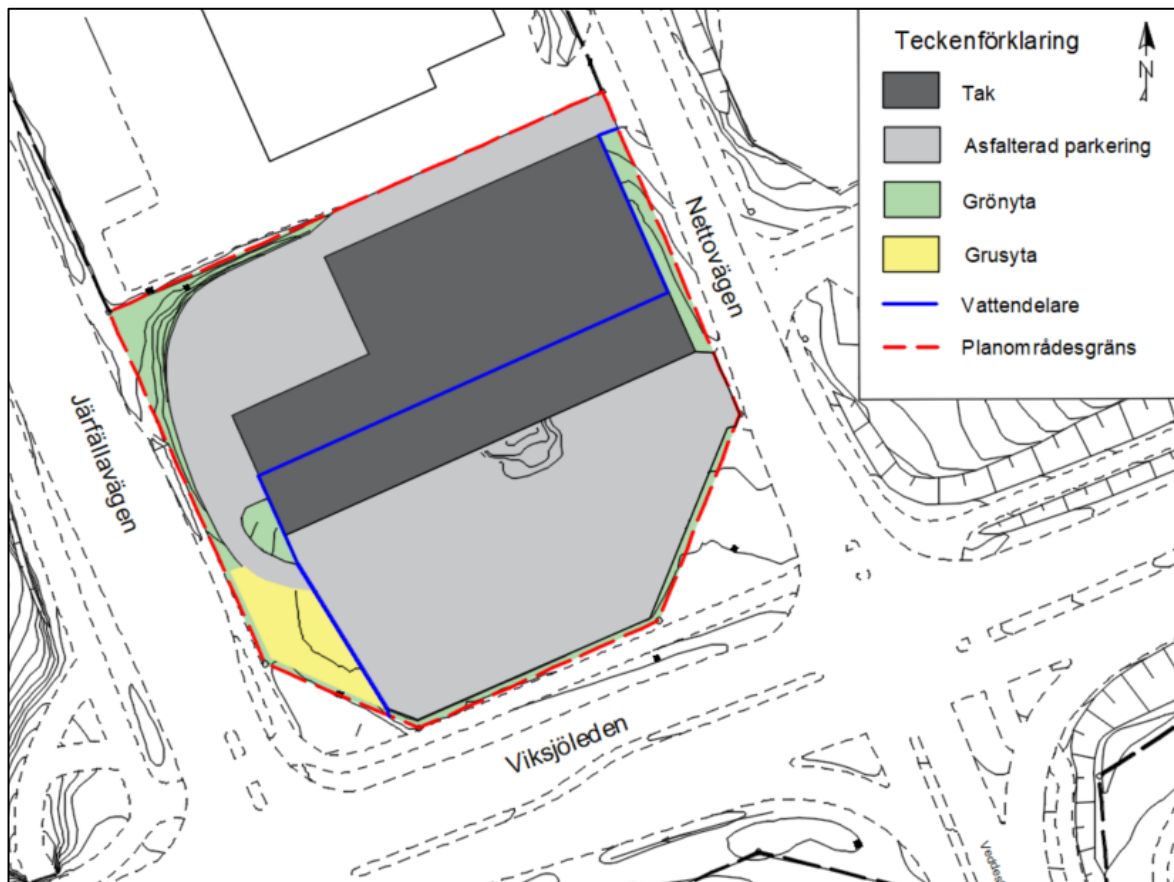 Teckenförklaring
N
Tak
Asfalterad parkering
Grönyta
Grusyta
Vattendelare
Planområdesgräns
Nettovägen
Järfällavägen
Viksjöleden